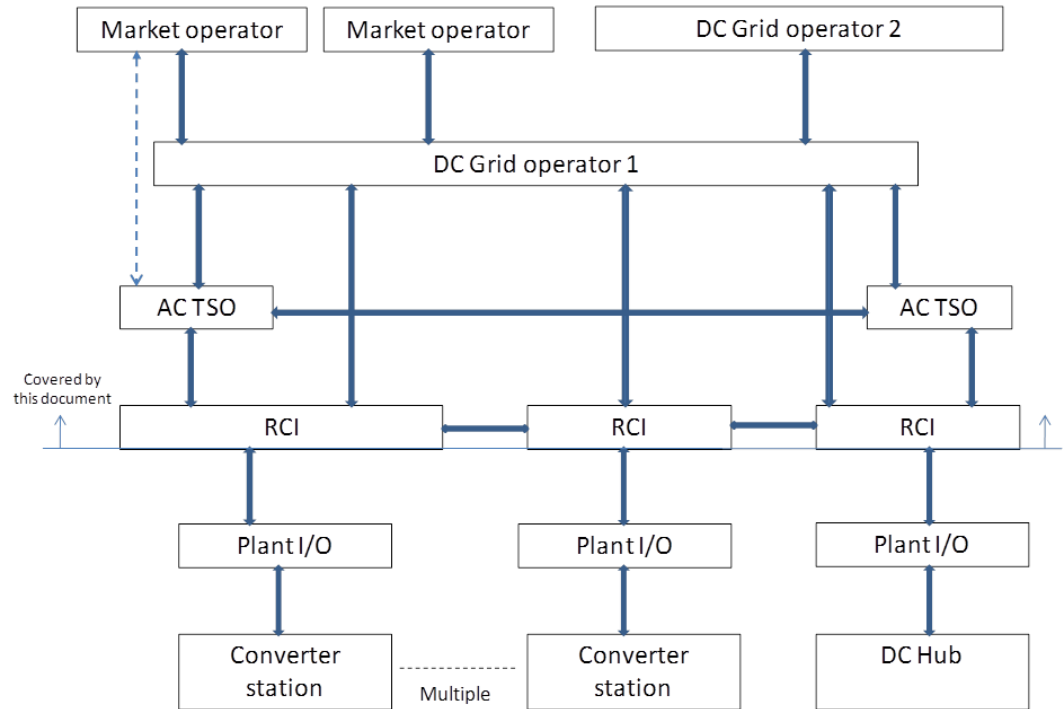 Market operator
Market operator
DC Grid operator 2
DC Grid operator 1
AC TSO
AC TSO
Covered by
this document
RCI
RCI
RCI
Plant I/O
Plant I/O
Plant I/O
Converter
station
Multiple
Converter
station
DC Hub